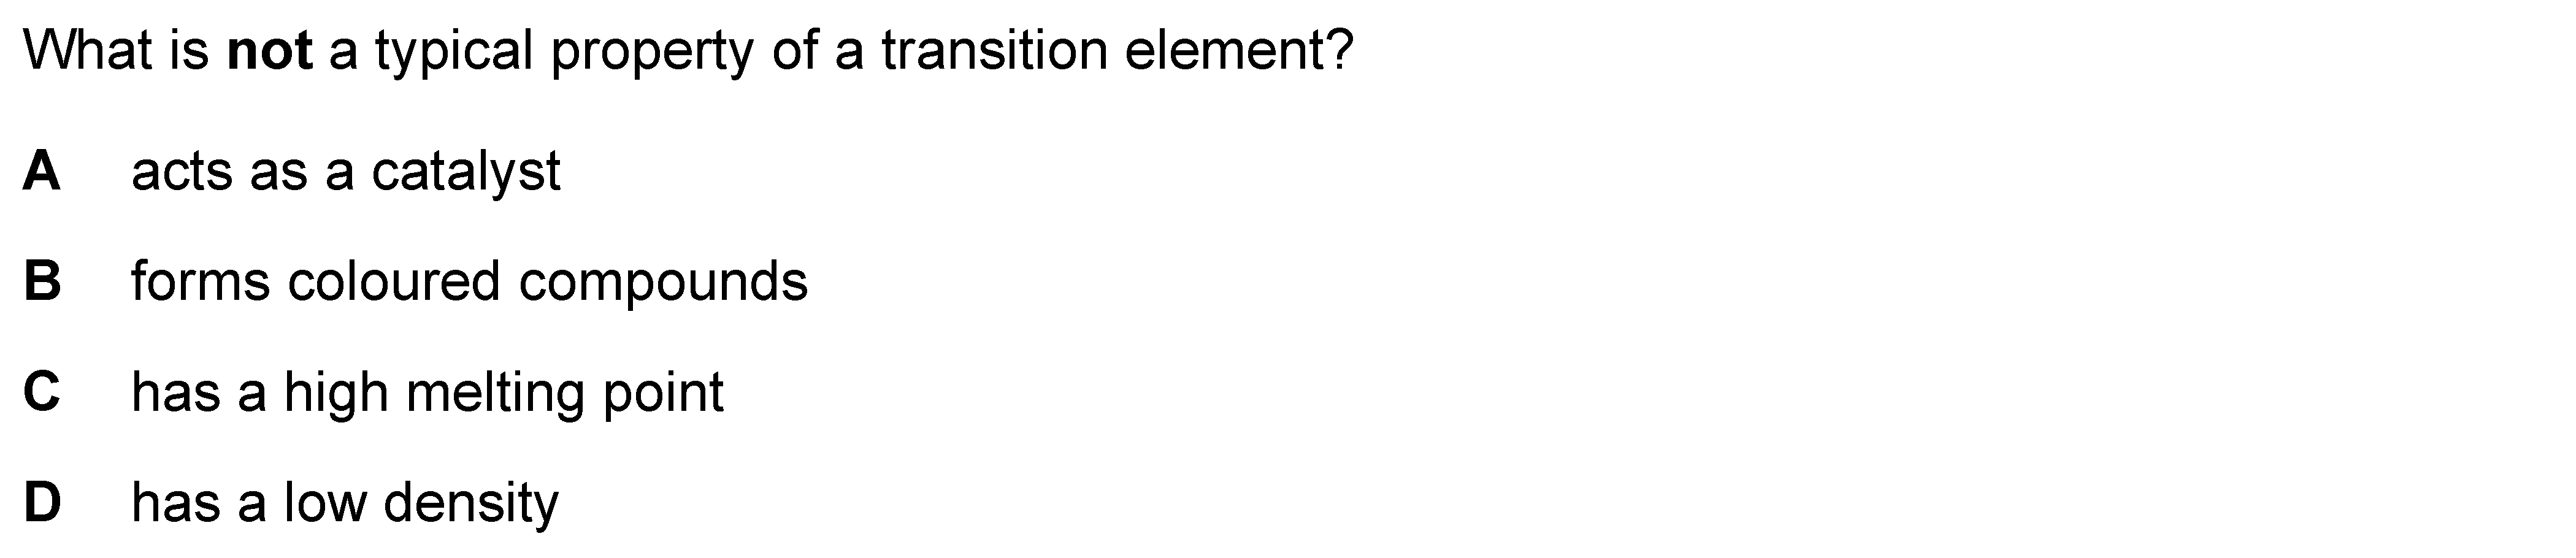 What is not a typical property of a transition element?
A acts as a catalyst
B forms coloured compounds
C has a high melting point
D has a low density